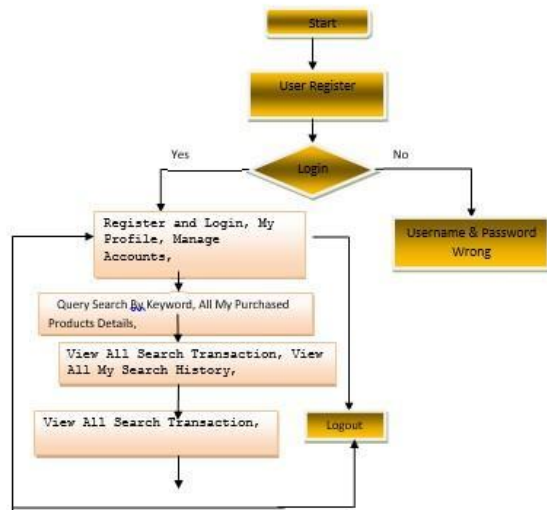 Start
User Register
Yes
No
Login
Register and Login, My
Profile, Manage
Accounts,
Username & Password
Wrong
Query Search By Keyword, All My Purchased
Products Details,
View All Search Transaction, View
All My Search History,
View All Search Transaction,
Logout